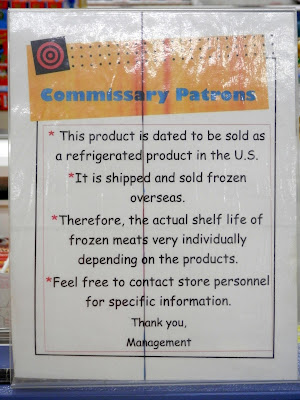 Commissary Patrons
* This product is dated to be sold as
a refrigerated product in the U.S.
*It is shipped and sold frozen
overseas.
*Therefore, the actual shelf life of
frozen meats very individually
depending on the products.
*Feel free to contact store personnel
for specific information.
Thank you,
Management